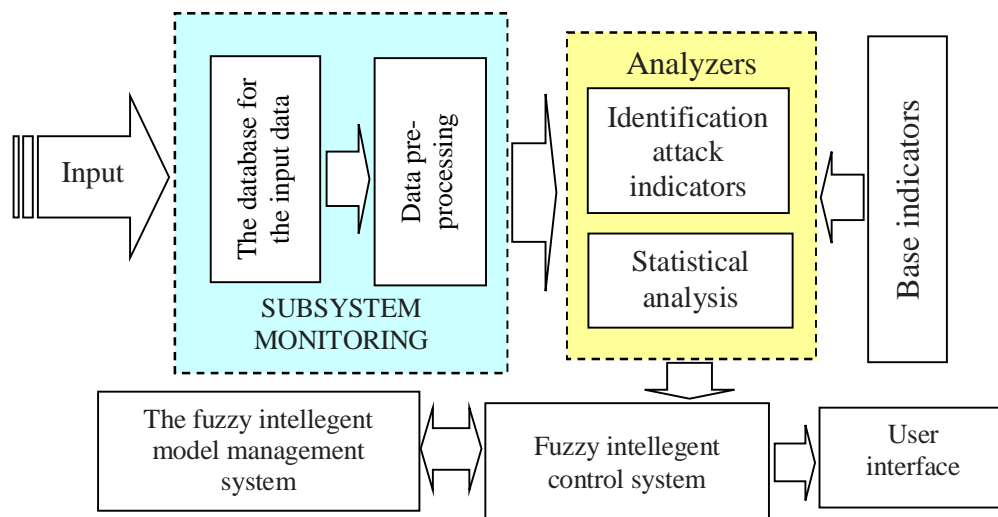 Input
The database for
the input data
Data pre-
processing
SUBSYSTEM
MONITORING
Analyzers
Identification
attack
indicators
Statistical
analysis
Base indicators
The fuzzy intellegent
model management
system
Fuzzy intellegent
control system
User
interface